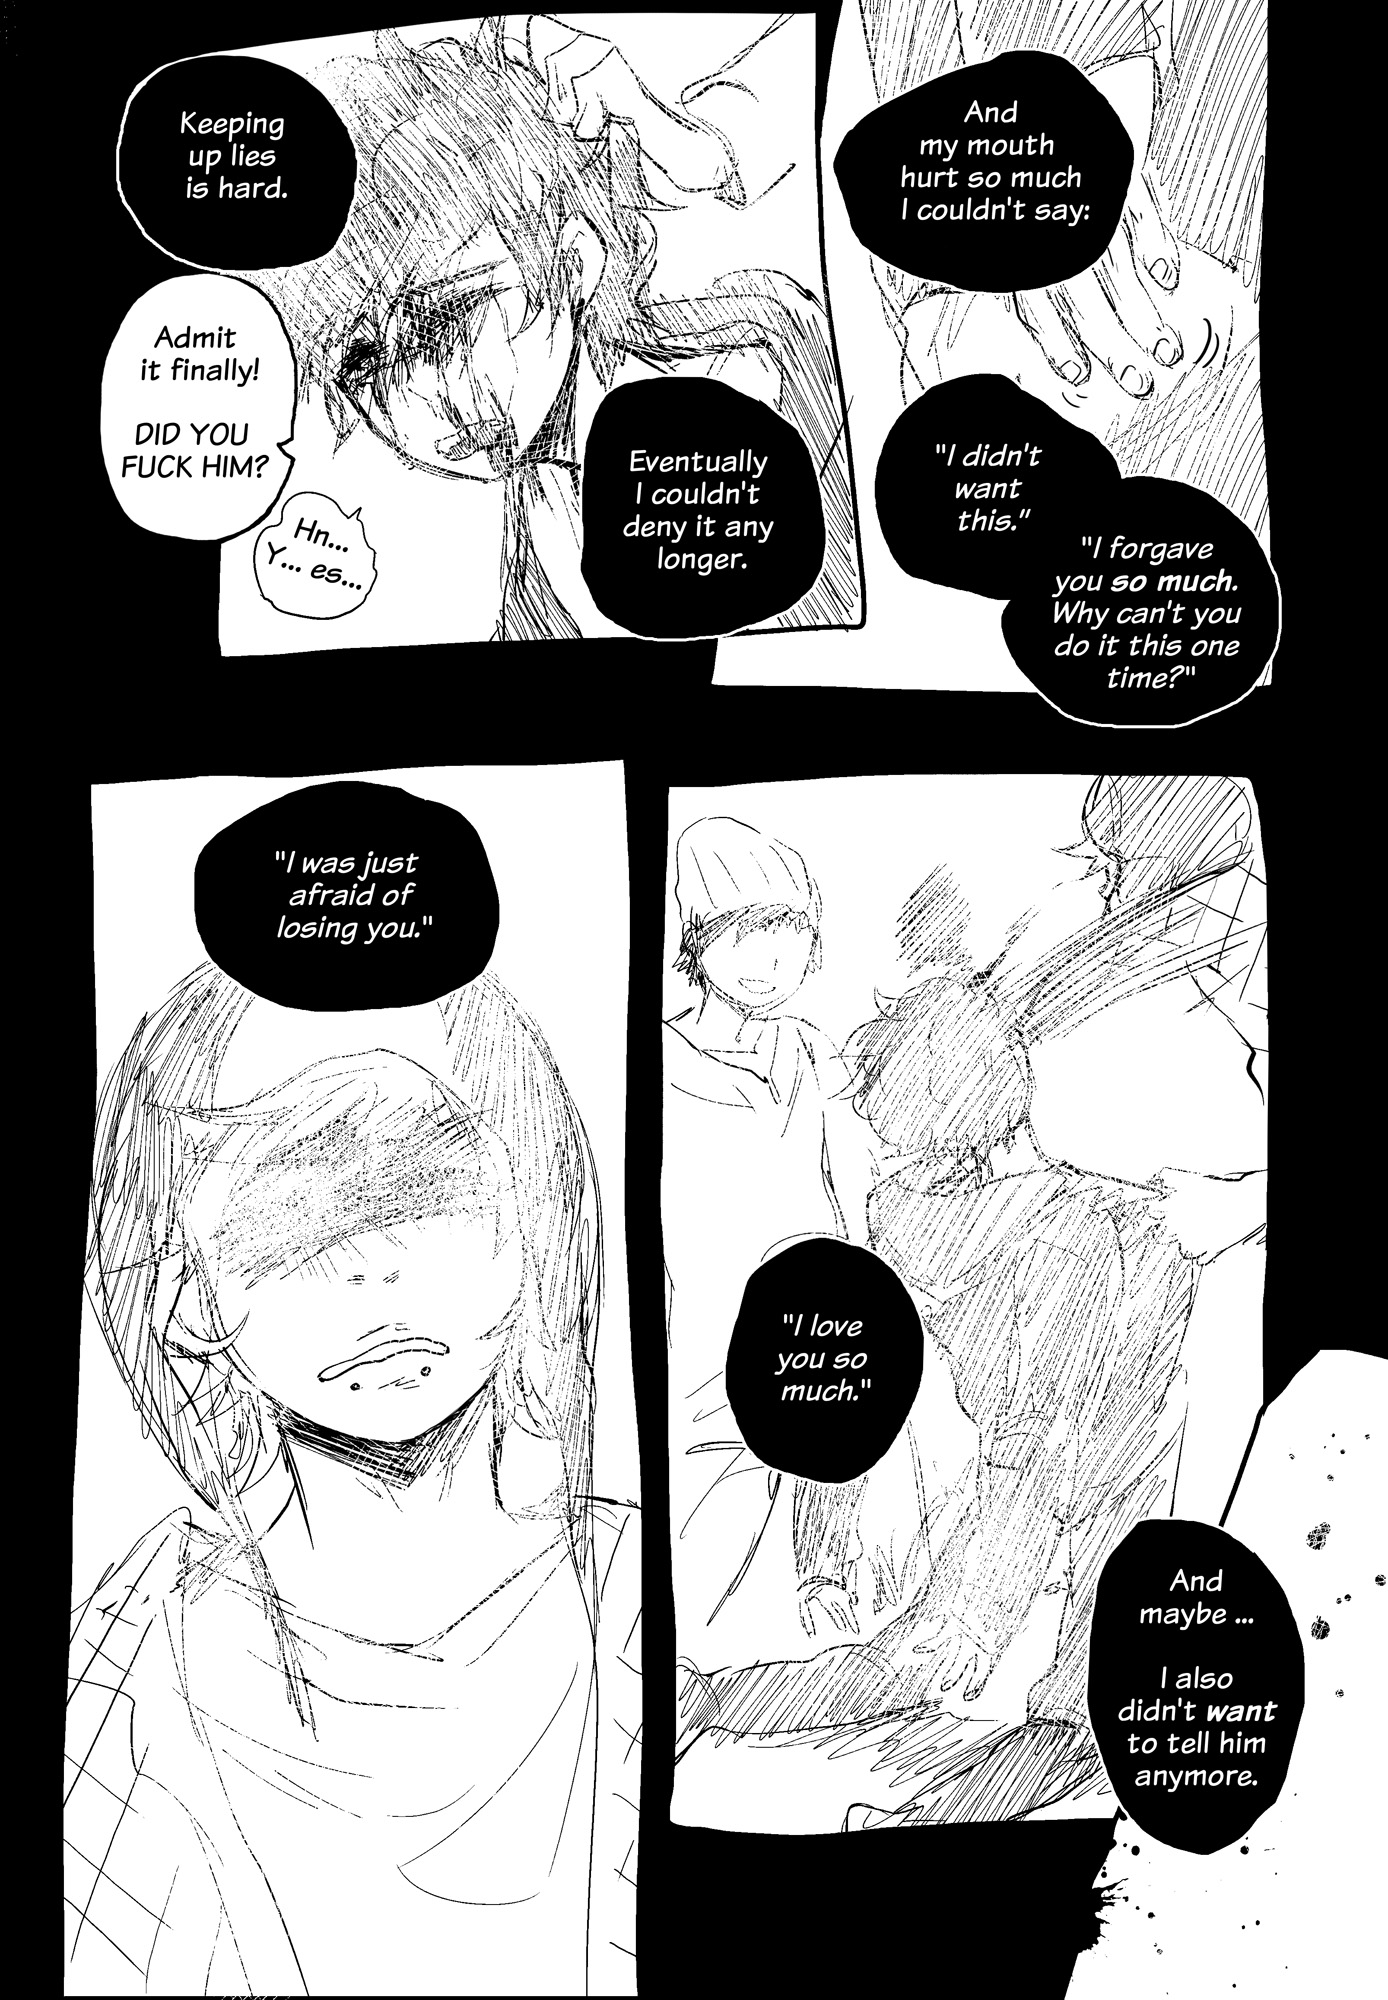 Keeping
up lies
is hard.
Admit
it finally!
DID YOU
FUCK HIM?
Hn...
Y... es...
Eventually
I couldn't
deny it any
longer.
And
my mouth
hurt so much
I couldn't say:
"I didn't
want
this."
"I forgave
you so much.
Why can't you
do it this one
time?"
"I was just
afraid of
losing you."
"I love
you so
much."
And
maybe ...
I also
didn't want
to tell him
anymore.